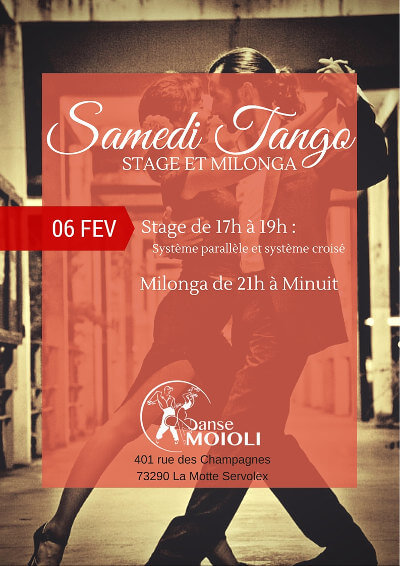 Samedi Tango
STAGE ET MILONGA
06 FEV
Stage de 17h à 19h :
Système parallèle et système croisé
Milonga de 21h à Minuit
Danse
MOIOLI
401 rue des Champagnes
73290 La Motte Servolex